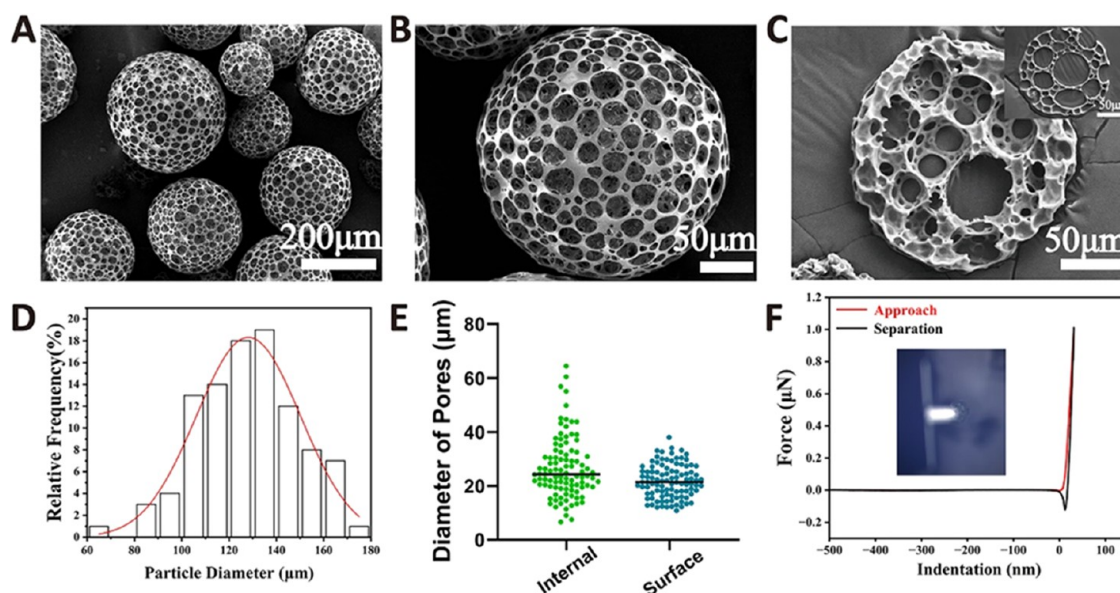 A
B
C
200μm
50μm
50μm
50μm
D
Relative Frequency(%)
20
18
16
14
12
10
8
6
4
2
0
60 80 100 120 140 160 180
Particle Diameter (μm)
E
Diameter of Pores (μm)
80
60
40
20
0
Internal
Surface
F
Approach
Separation
Force (μN)
1.2
1.0
0.8
0.6
0.4
0.2
0.0
−0.2
−500 −400 −300 −200 −100 0 100
Indentation (nm)